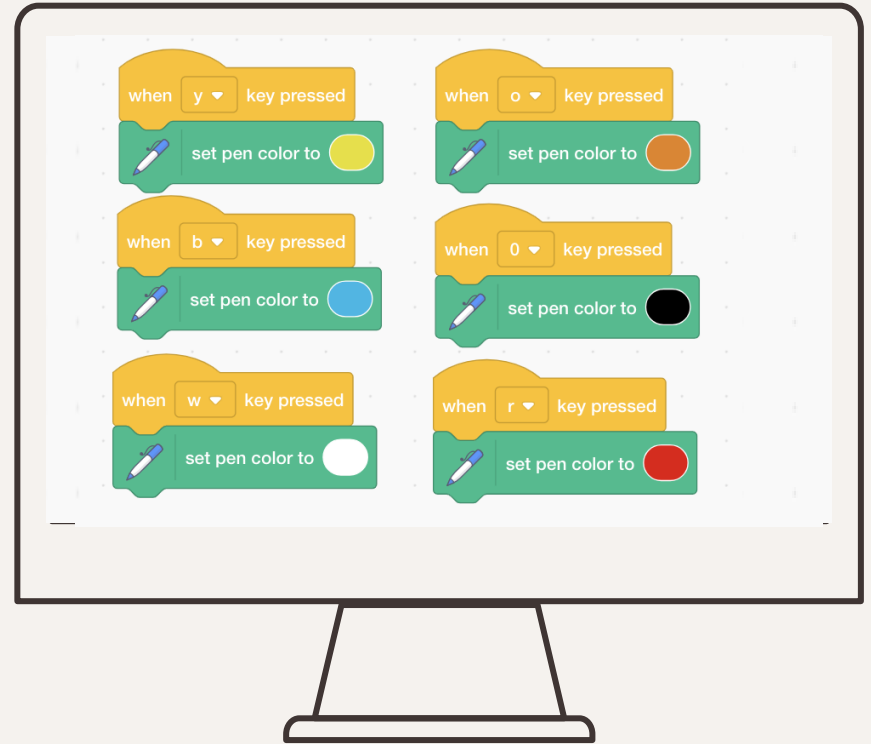 when y key pressed
set pen color to
when o key pressed
set pen color to
when b key pressed
set pen color to
when 0 key pressed
set pen color to
when w key pressed
set pen color to
when r key pressed
set pen color to